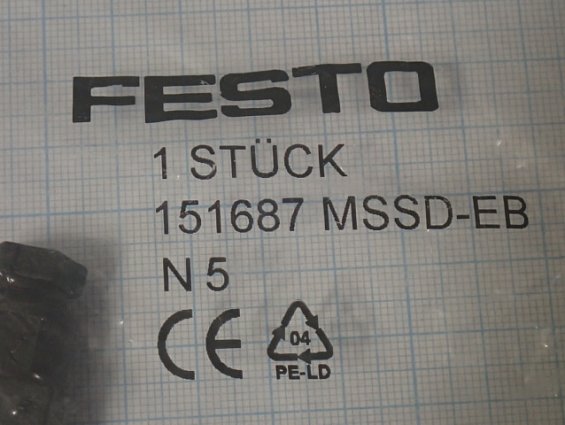 FESTO
1 STÜCK
151687 MSSD-EB
N 5
CE
04
PE-LD